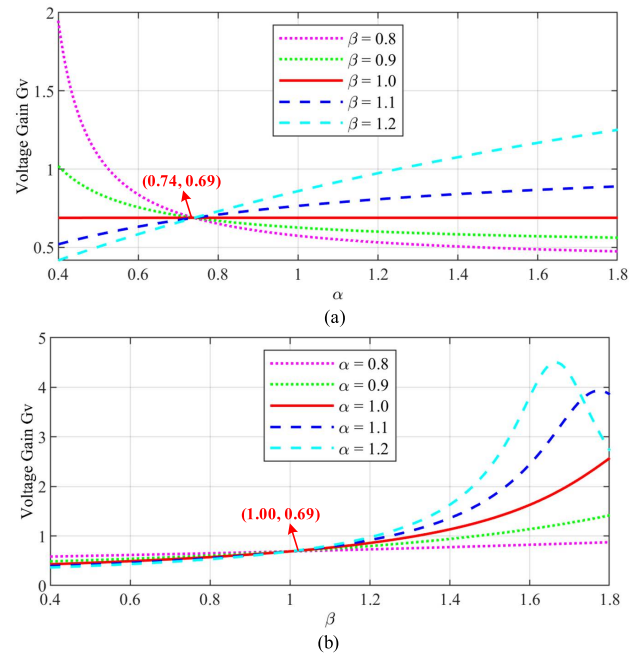 2
1.5
1
0.5
Voltage Gain Gv
β = 0.8
β = 0.9
β = 1.0
β = 1.1
β = 1.2
(0.74, 0.69)
0.4 0.6 0.8 1 1.2 1.4 1.6 1.8
α
(a)
5
4
3
2
1
0
Voltage Gain Gv
α = 0.8
α = 0.9
α = 1.0
α = 1.1
α = 1.2
(1.00, 0.69)
0.4 0.6 0.8 1 1.2 1.4 1.6 1.8
β
(b)